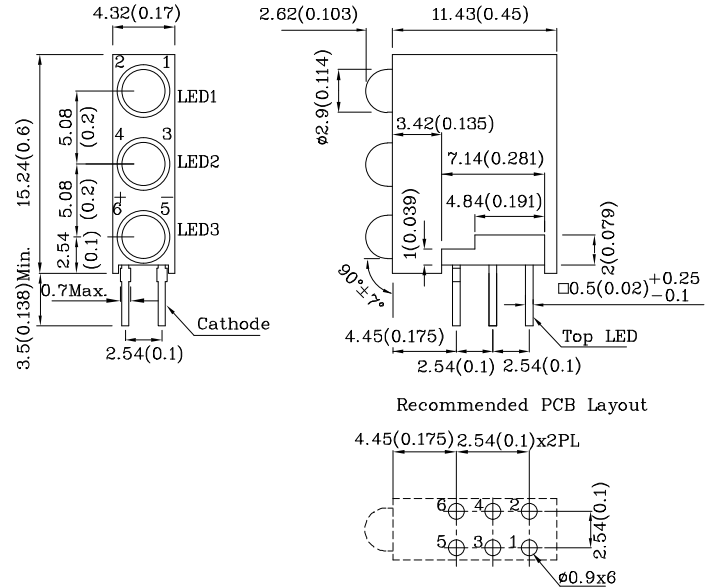 4.32(0.17)
2.62(0.103)
11.43(0.45)
2 1
LED1
4 3
LED2
+ −
6 5
LED3
15.24(0.6)
5.08
(0.2)
5.08
(0.2)
2.54
(0.1)
3.5(0.138)Min.
0.7Max.
Cathode
2.54(0.1)
ø2.9(0.114)
3.42(0.135)
7.14(0.281)
4.84(0.191)
1(0.039)
2(0.079)
90°±7°
□0.5(0.02)+0.25
−0.1
4.45(0.175)
Top LED
2.54(0.1) 2.54(0.1)
Recommended PCB Layout
4.45(0.175) 2.54(0.1)x2PL
6 4 2
5 3 1
2.54(0.1)
ø0.9x6